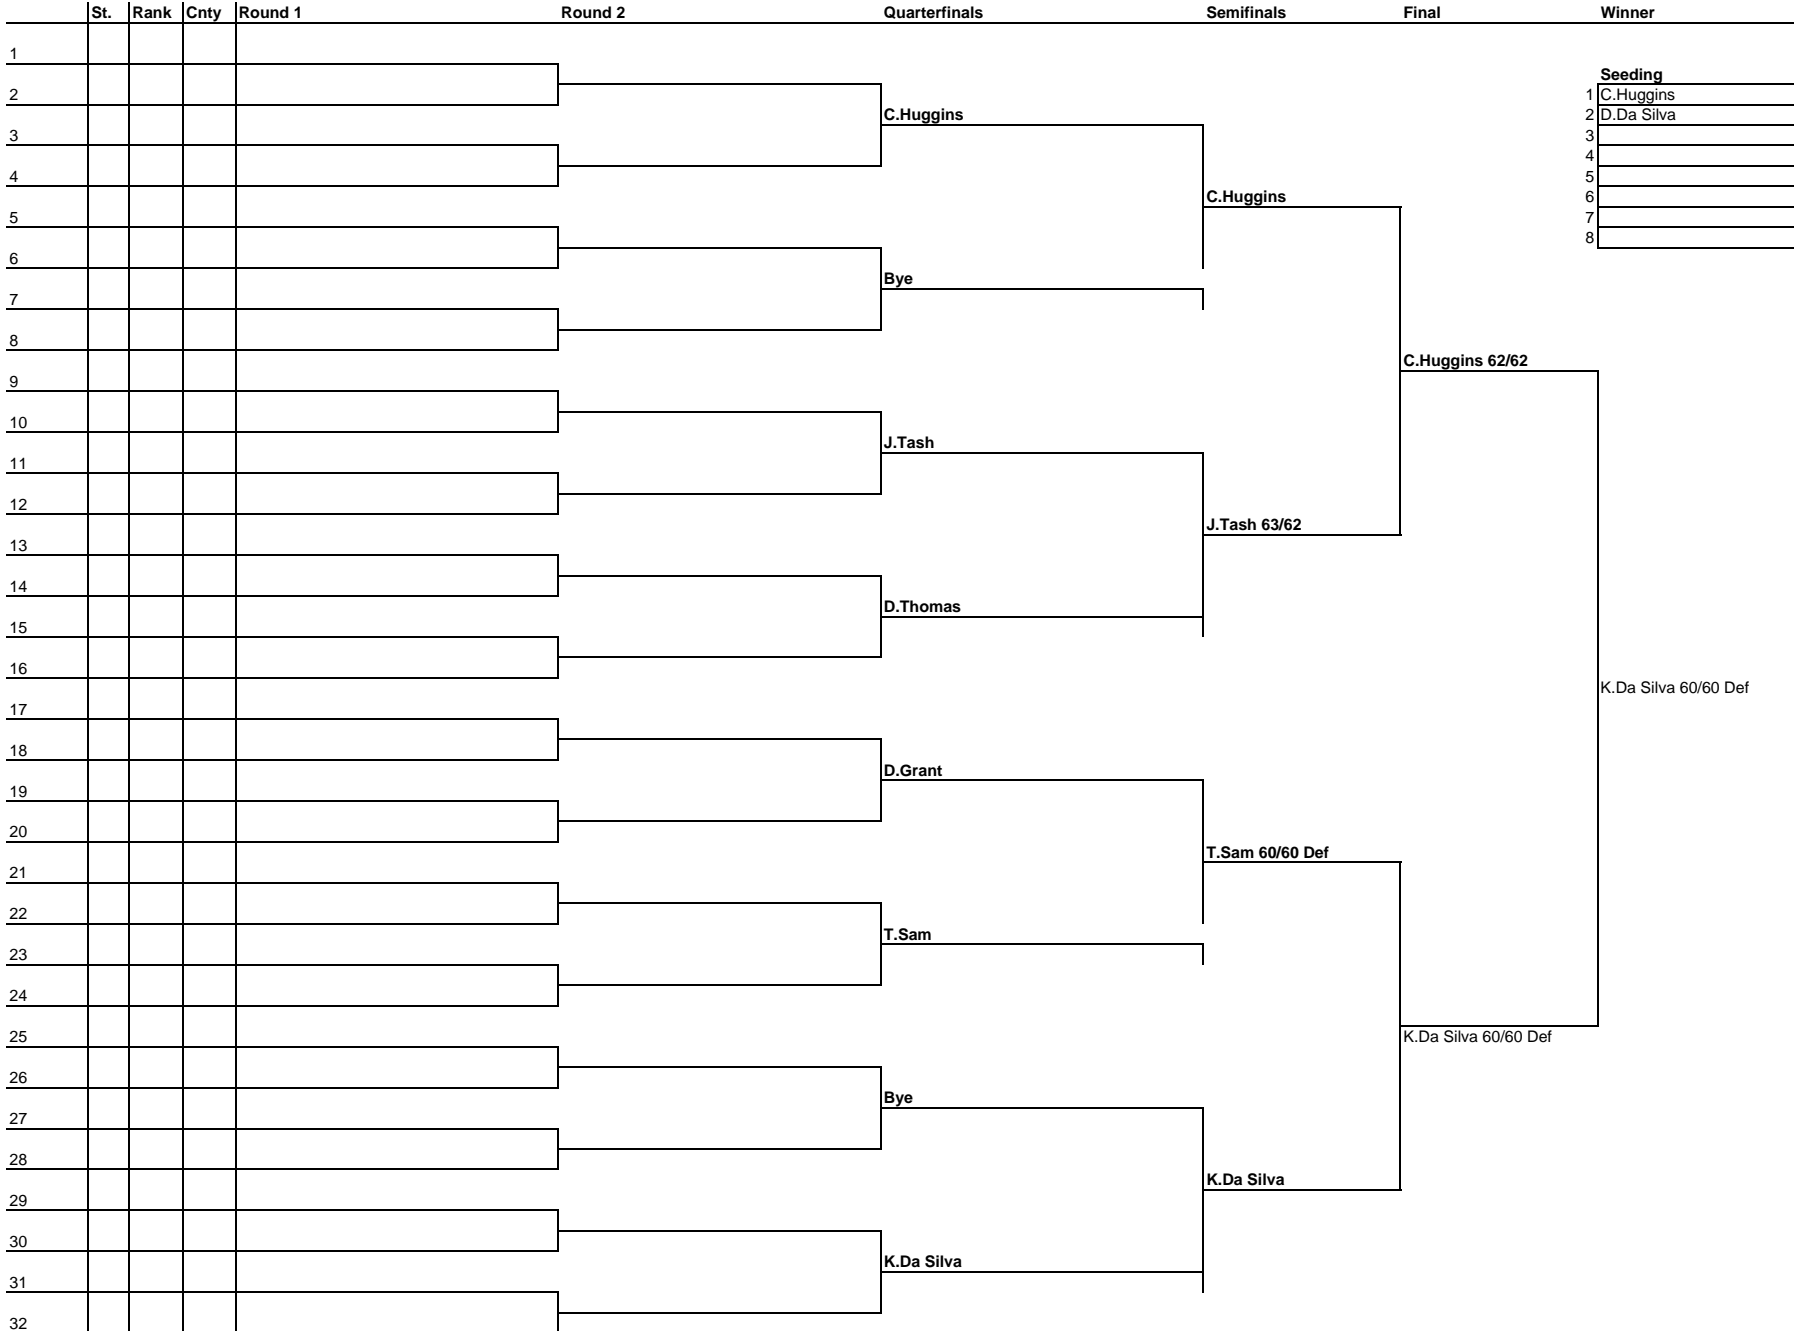 St. Rank Cnty Round 1 Round 2 Quarterfinals Semifinals Final Winner
1
Seeding
2
1 C.Huggins
C.Huggins
2 D.Da Silva
3
3
4
4
5
C.Huggins
6
5
7
6
8
Bye
7
8
C.Huggins 62/62
9
10
J.Tash
11
12
J.Tash 63/62
13
14
D.Thomas
15
16
K.Da Silva 60/60 Def
17
18
D.Grant
19
20
T.Sam 60/60 Def
21
22
T.Sam
23
24
25
K.Da Silva 60/60 Def
26
Bye
27
28
K.Da Silva
29
30
K.Da Silva
31
32